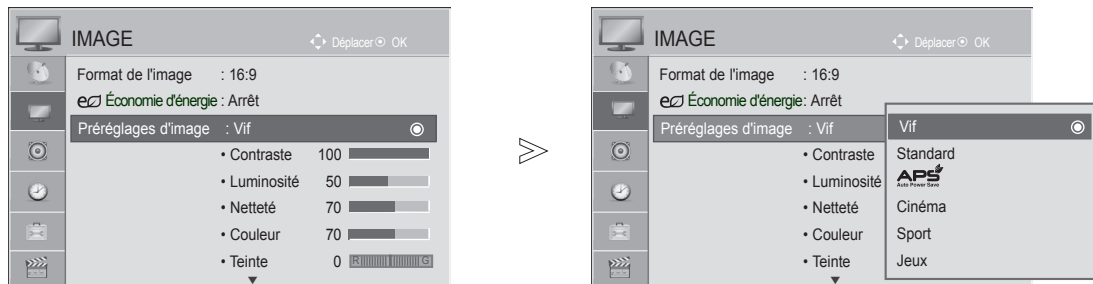 IMAGE
Déplacer OK
Format de l'image : 16:9
Économie d'énergie : Arrêt
Préréglages d'image : Vif
• Contraste 100
• Luminosité 50
• Netteté 70
• Couleur 70
• Teinte 0 R G
IMAGE
Déplacer OK
Format de l'image : 16:9
Économie d'énergie : Arrêt
Préréglages d'image : Vif
• Contraste
• Luminosité
• Netteté
• Couleur
• Teinte
Vif
Standard
APS
Auto Power Save
Cinéma
Sport
Jeux